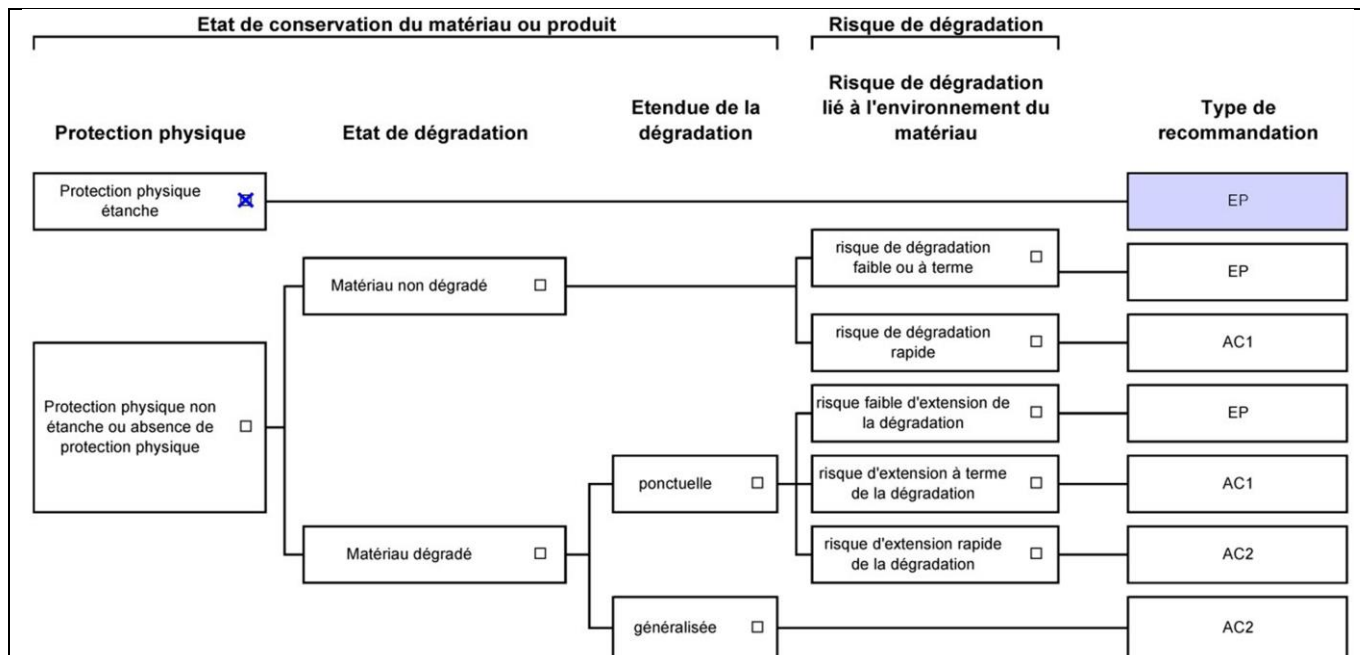 Etat de conservation du matériau ou produit
Risque de dégradation
Protection physique
Etat de dégradation
Etendue de la
dégradation
Risque de dégradation
lié à l'environnement du
matériau
Type de
recommandation
Protection physique
étanche
EP
Matériau non dégradé
risque de dégradation
faible ou à terme
EP
risque de dégradation
rapide
AC1
Protection physique non
étanche ou absence de
protection physique
risque faible d'extension de
la dégradation
EP
ponctuelle
risque d'extension à terme
de la dégradation
AC1
Matériau dégradé
risque d'extension rapide
de la dégradation
AC2
généralisée
AC2